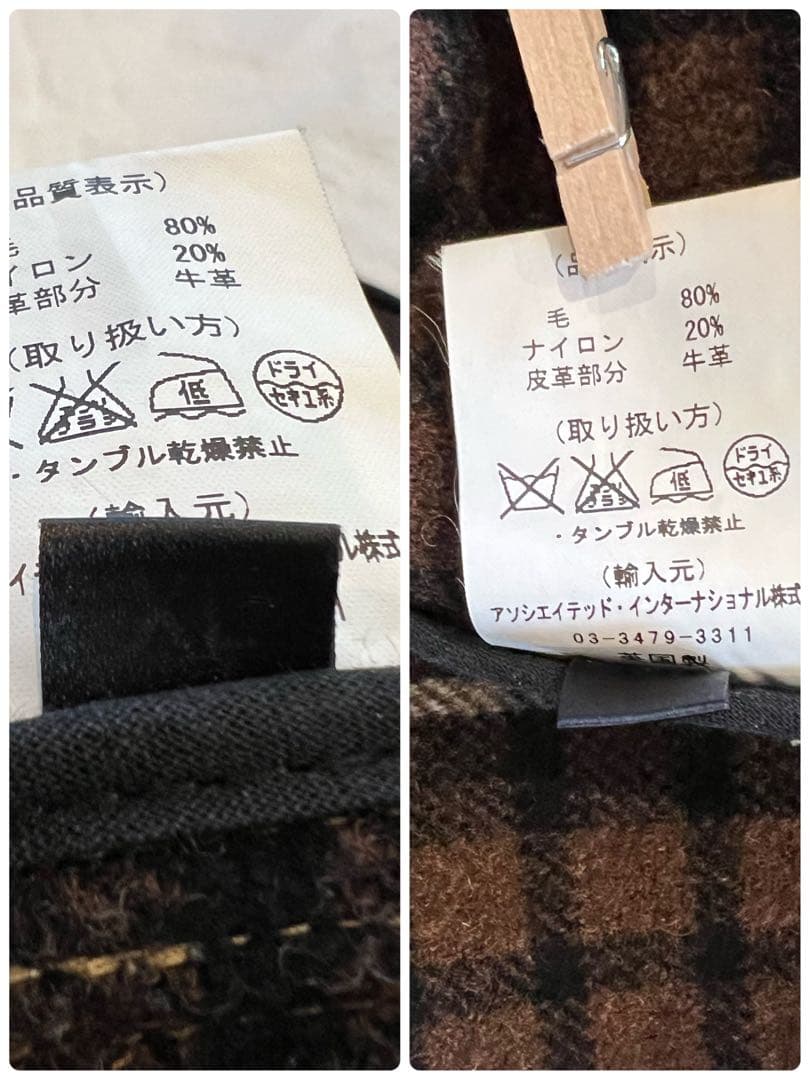 品質表示)
80%
イロン 20%
革部分 牛革
(取り扱い方)
低
ドライ
セキユ系
・タンブル乾燥禁止
(輸入元)
ル株式
示)
毛 80%
ナイロン 20%
皮革部分 牛革
(取り扱い方)
低
ドライ
セキユ系
・タンブル乾燥禁止
(輸入元)
アソシエイテッド・インターナショナル株式
03-3479-3311
英国製